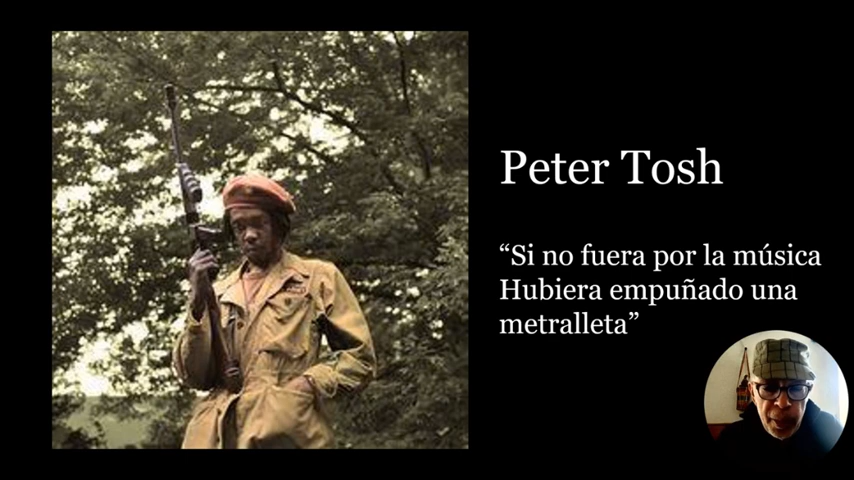 Peter Tosh
“Si no fuera por la música
Hubiera empuñado una
metralleta”